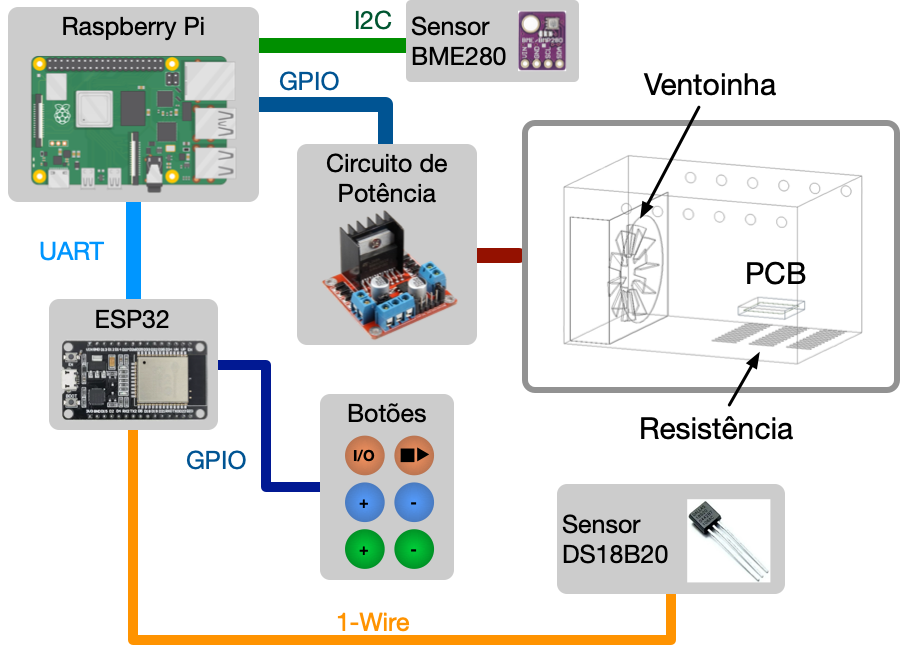 Raspberry Pi
I2C
Sensor
BME280
GPIO
Circuito de
Potência
Ventoinha
PCB
Resistência
UART
ESP32
GPIO
Botões
I/O
+ -
+ -
Sensor
DS18B20
1-Wire